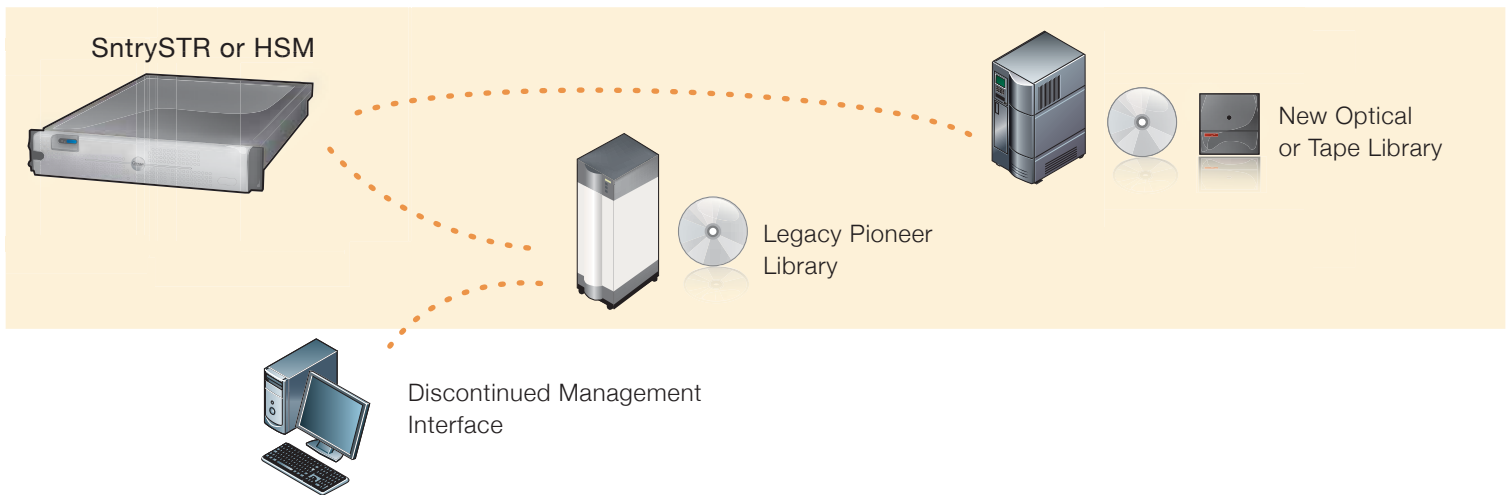 SntrySTR or HSM
New Optical
or Tape Library
Legacy Pioneer
Library
Discontinued Management
Interface